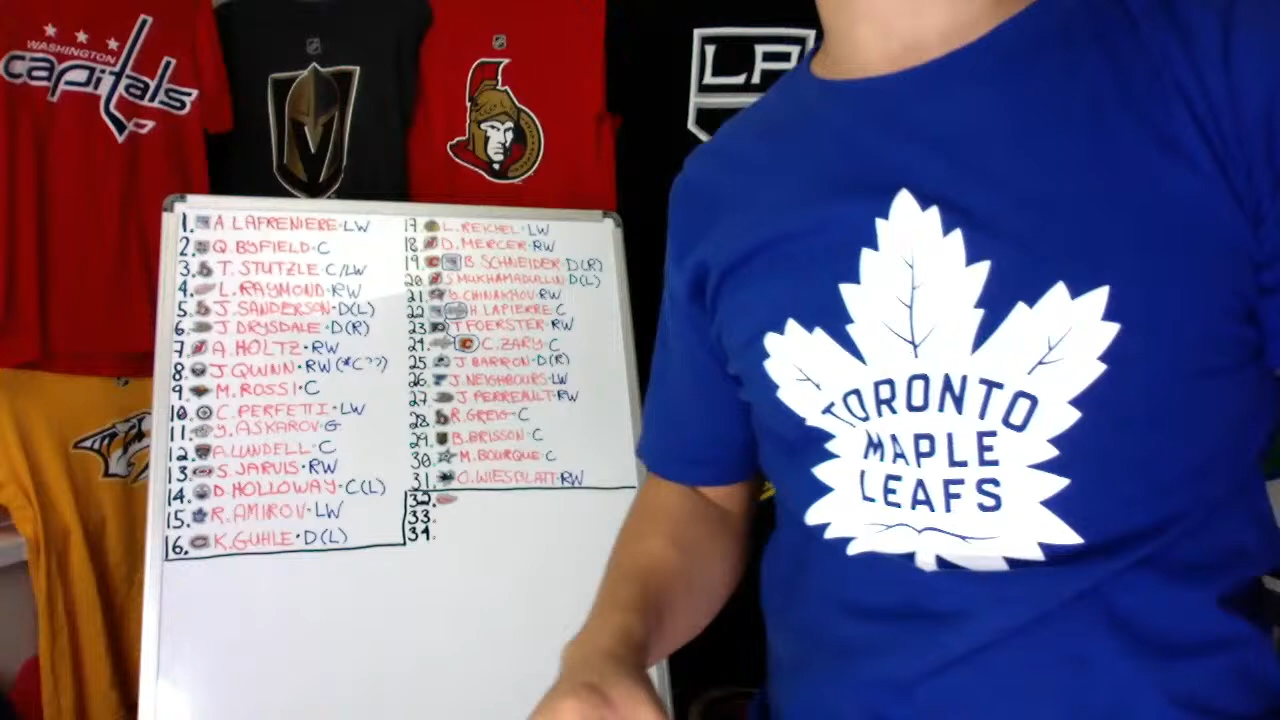 WASHINGTON
capitals
LA
1. A. LAFRENIERE·LW
2. Q. BYFIELD·C
3. T. STUTZLE·C/LW
4. L. RAYMOND·RW
5. J. SANDERSON·D(L)
6. J DRYSDALE·D(R)
7. A. HOLTZ·RW
8. J QUINN·RW(*C??)
9. M. ROSSI·C
10. C. PERFETTI·LW
11. Y. ASKAROV·G
12. A. LUNDELL·C
13. S. JARVIS·RW
14. D. HOLLOWAY·C(L)
15. R. AMIROV·LW
16. K. GUHLE·D(L)
17. L. REICHEL·LW
18. D. MERCER·RW
19. B. SCHNEIDER·D(R)
20. S MUKHAMADULLIN D(L)
21. Y. CHINAKHOV·RW
22. H LAPIERRE C
23. T FOERSTER·RW
24. C. ZARY·C
25. J. BARRON·D(R)
26. J. NEIGHBOURS·LW
27. J. PERREAULT·RW
28. R. GREIG·C
29. B. BRISSON·C
30. M. BOURQUE·C
31. O. WIESBLATT·RW
32.
33.
34.
TORONTO
MAPLE
LEAFS